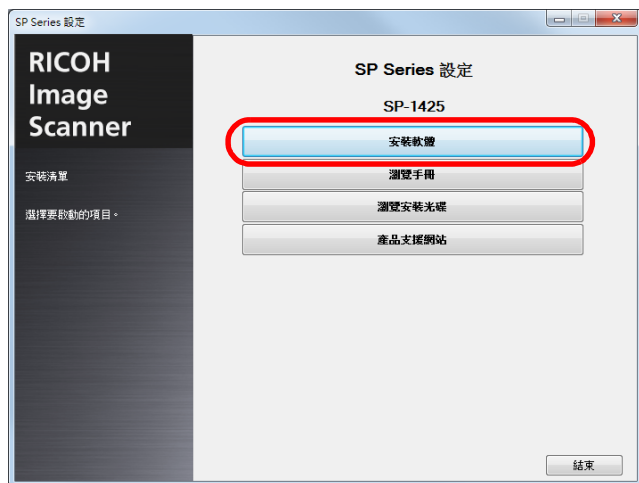 SP Series 設定
RICOH
Image
Scanner
安裝清單
選擇要啟動的項目。
SP Series 設定
SP-1425
安裝軟體
瀏覽手冊
瀏覽安裝光碟
產品支援網站
結束